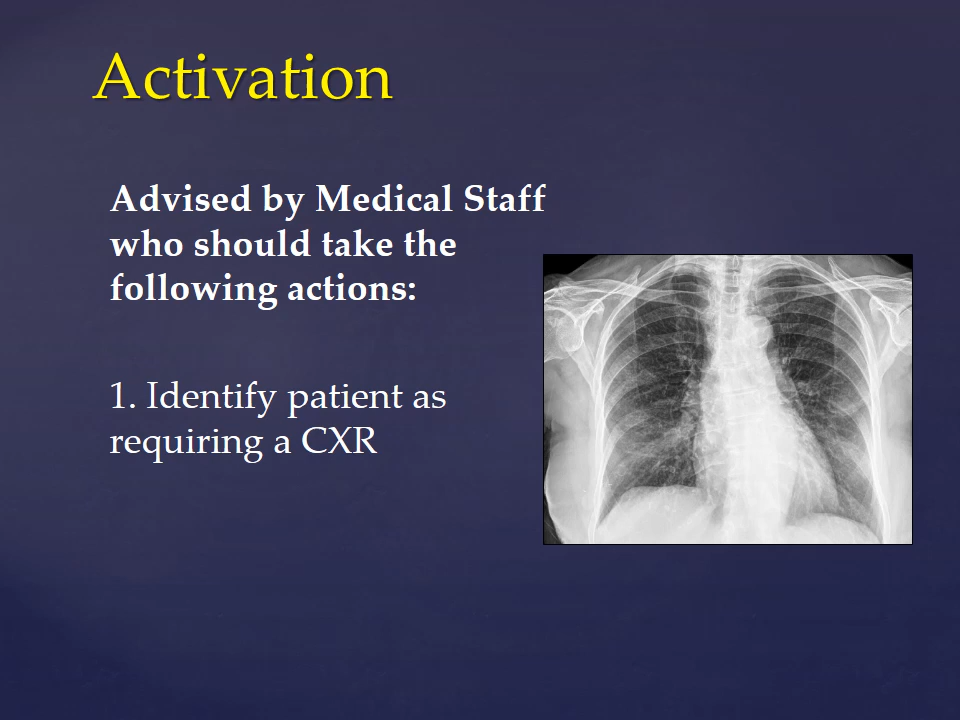 Activation
Advised by Medical Staff
who should take the
following actions:
1. Identify patient as
requiring a CXR